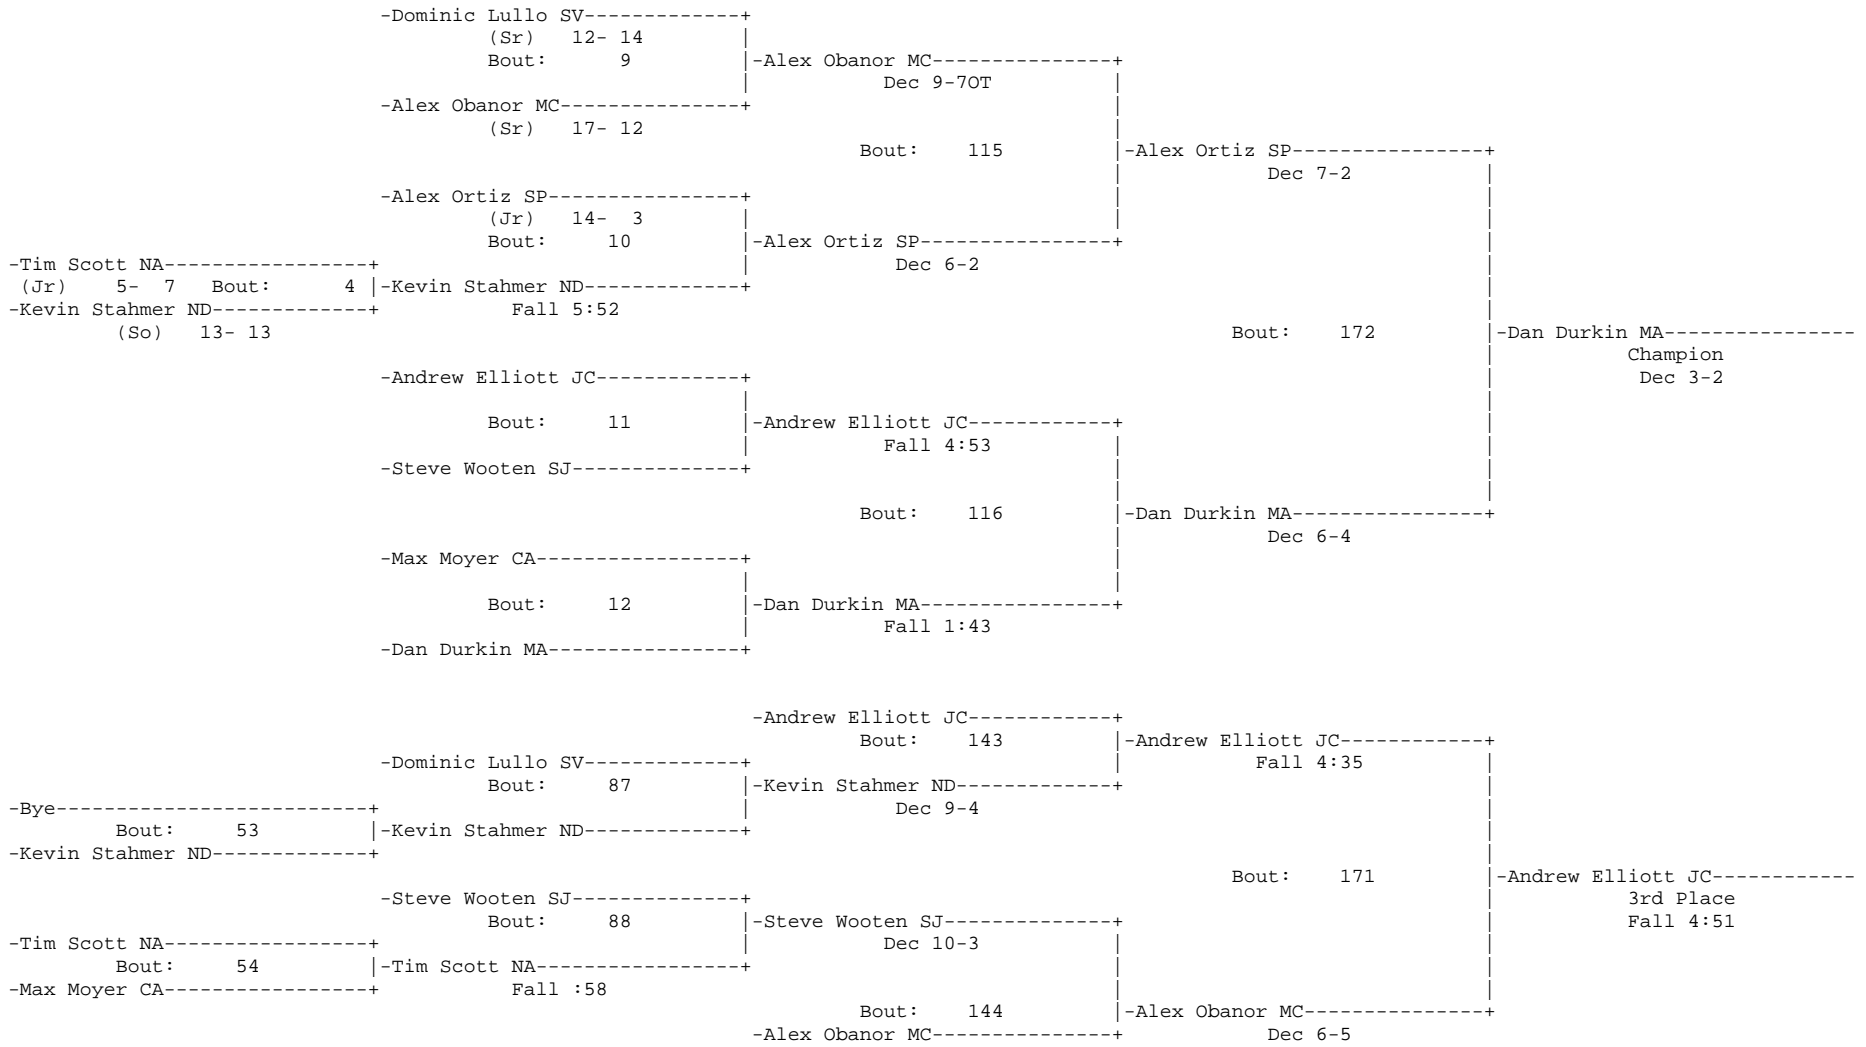 -Dominic Lullo SV-------------+
(Sr) 12- 14 |
Bout: 9 |-Alex Obanor MC---------------+
| Dec 9-7OT |
-Alex Obanor MC---------------+ |
(Sr) 17- 12 |
Bout: 115 |-Alex Ortiz SP----------------+
| Dec 7-2 |
-Alex Ortiz SP----------------+ | |
(Jr) 14- 3 | | |
Bout: 10 |-Alex Ortiz SP----------------+ |
-Tim Scott NA-----------------+ | Dec 6-2 |
(Jr) 5- 7 Bout: 4 |-Kevin Stahmer ND-------------+ |
-Kevin Stahmer ND-------------+ Fall 5:52 |
(So) 13- 13 Bout: 172 |-Dan Durkin MA----------------
| Champion
-Andrew Elliott JC------------+ | Dec 3-2
| |
Bout: 11 |-Andrew Elliott JC------------+ |
| Fall 4:53 | |
-Steve Wooten SJ--------------+ | |
| |
Bout: 116 |-Dan Durkin MA----------------+
| Dec 6-4
-Max Moyer CA-----------------+ |
| |
Bout: 12 |-Dan Durkin MA----------------+
| Fall 1:43
-Dan Durkin MA----------------+
-Andrew Elliott JC------------+
Bout: 143 |-Andrew Elliott JC------------+
-Dominic Lullo SV-------------+ | Fall 4:35 |
Bout: 87 |-Kevin Stahmer ND-------------+ |
-Bye--------------------------+ | Dec 9-4 |
Bout: 53 |-Kevin Stahmer ND-------------+ |
-Kevin Stahmer ND-------------+ |
Bout: 171 |-Andrew Elliott JC------------
-Steve Wooten SJ--------------+ | 3rd Place
Bout: 88 |-Steve Wooten SJ--------------+ | Fall 4:51
-Tim Scott NA-----------------+ | Dec 10-3 | |
Bout: 54 |-Tim Scott NA-----------------+ | |
-Max Moyer CA-----------------+ Fall :58 | |
Bout: 144 |-Alex Obanor MC---------------+
-Alex Obanor MC---------------+ Dec 6-5